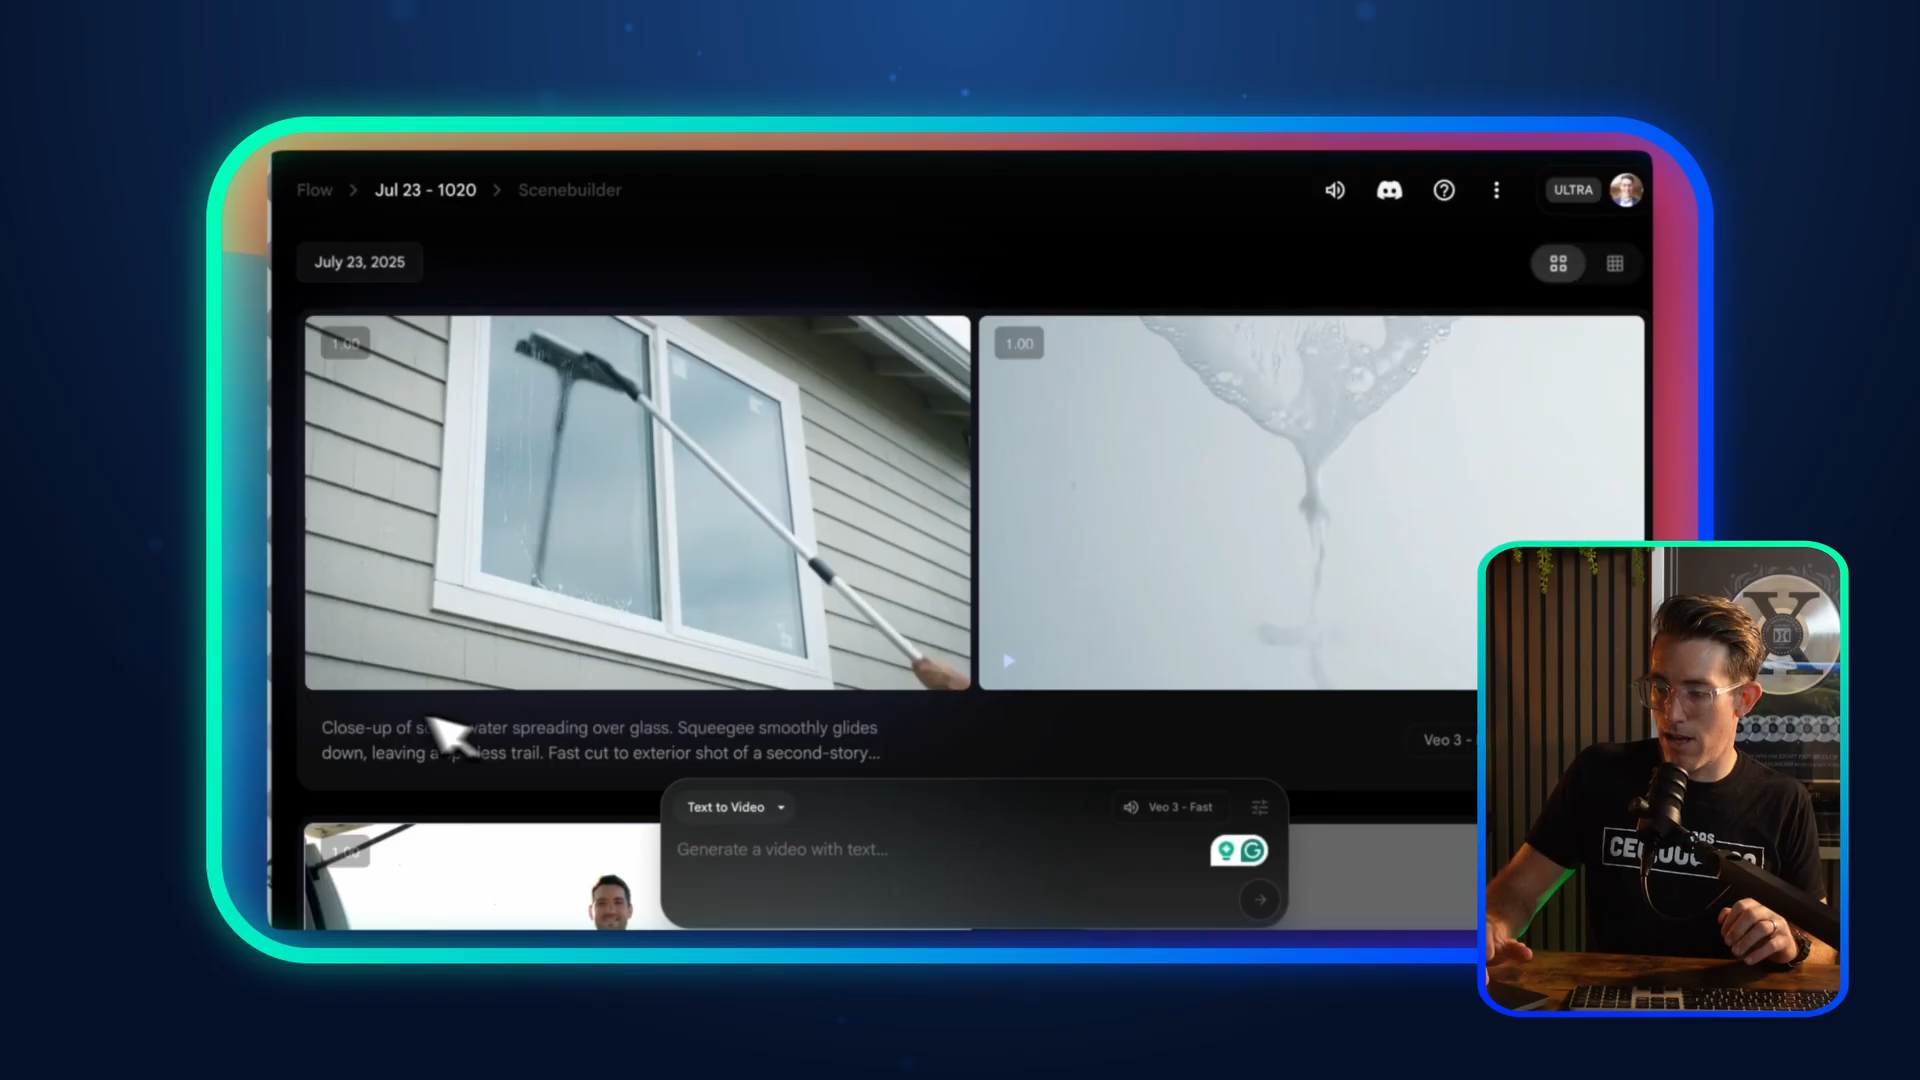 Flow > Jul 23 - 1020 > Scenebuilder
ULTRA
July 23, 2025
1.00
1.00
Close-up of water spreading over glass. Squeegee smoothly glides
down, leaving a trail. Fast cut to exterior shot of a second-story...
Veo 3 -
1.00
Text to Video
Veo 3 - Fast
Generate a video with text...
X